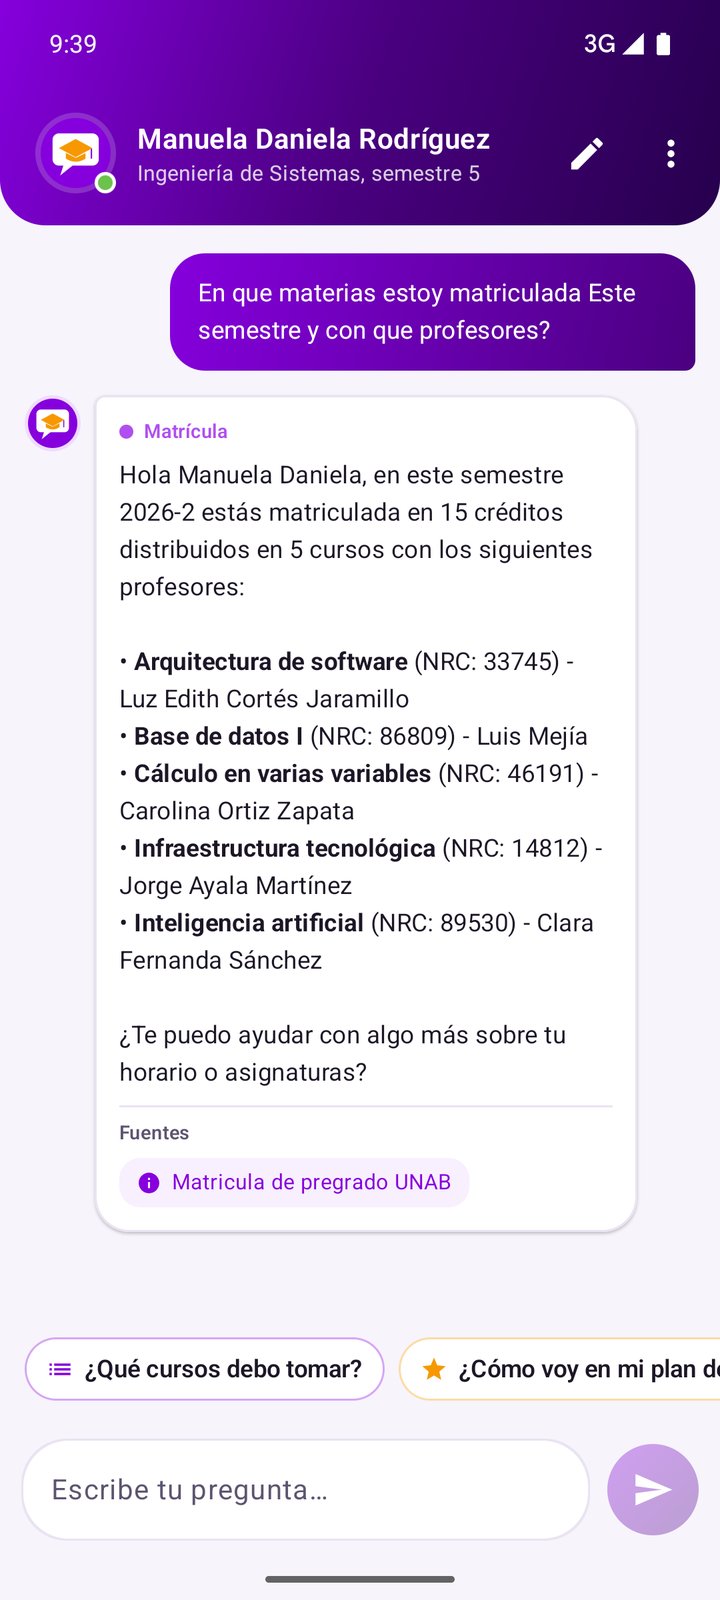 9:39
3G
Manuela Daniela Rodríguez
Ingeniería de Sistemas, semestre 5
En que materias estoy matriculada Este
semestre y con que profesores?
Matrícula
Hola Manuela Daniela, en este semestre
2026-2 estás matriculada en 15 créditos
distribuidos en 5 cursos con los siguientes
profesores:
• Arquitectura de software (NRC: 33745) -
Luz Edith Cortés Jaramillo
• Base de datos I (NRC: 86809) - Luis Mejía
• Cálculo en varias variables (NRC: 46191) -
Carolina Ortiz Zapata
• Infraestructura tecnológica (NRC: 14812) -
Jorge Ayala Martínez
• Inteligencia artificial (NRC: 89530) - Clara
Fernanda Sánchez
¿Te puedo ayudar con algo más sobre tu
horario o asignaturas?
Fuentes
Matricula de pregrado UNAB
¿Qué cursos debo tomar?
¿Cómo voy en mi plan de
Escribe tu pregunta...